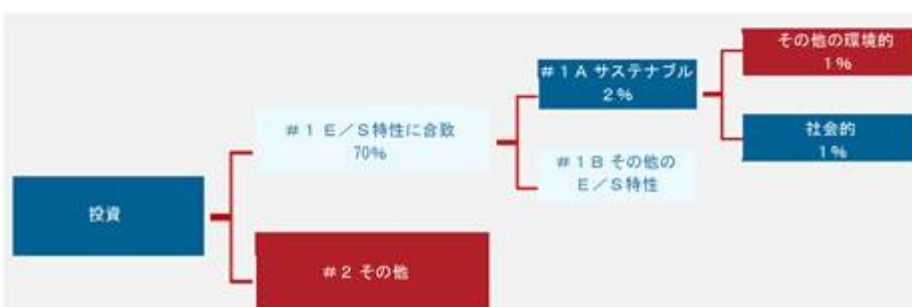 その他の環境的
1%
#1A サステナブル
2%
#1 E/S特性に合致
70%
社会的
1%
#1B その他の
E/S特性
投資
#2 その他